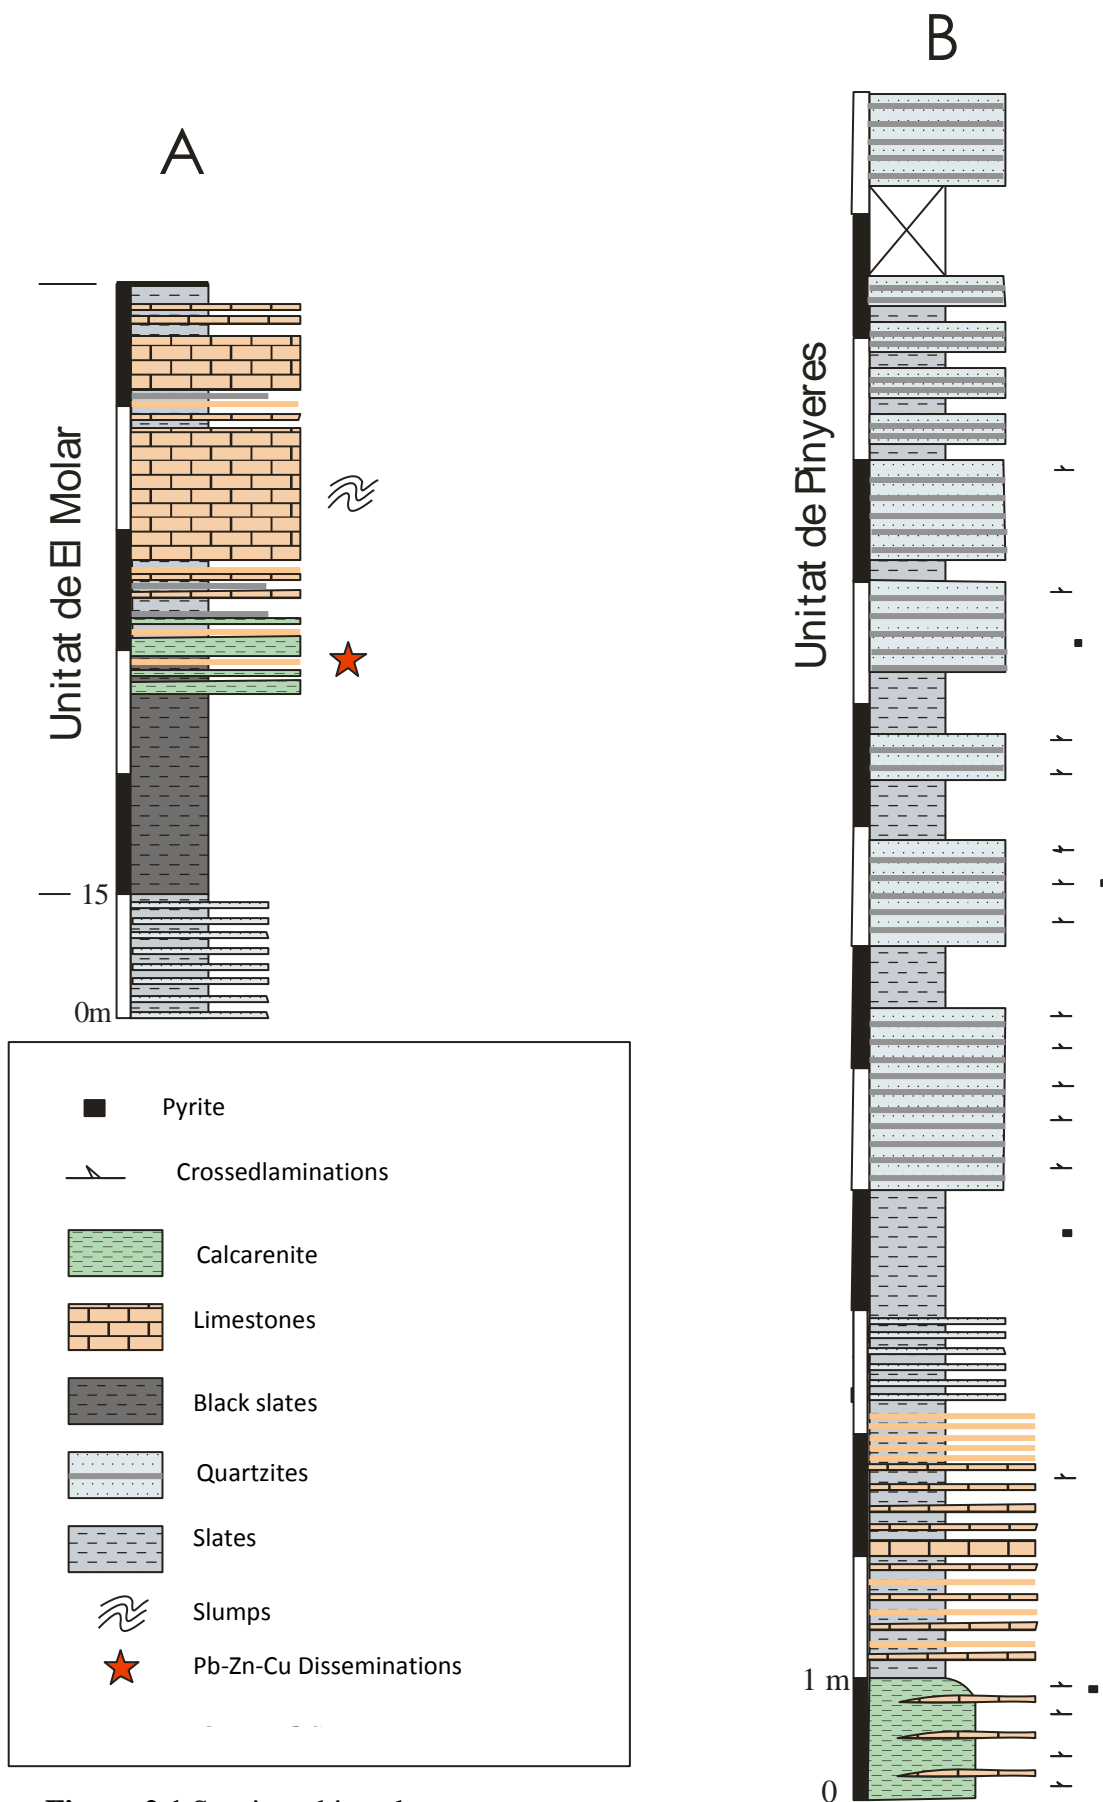 B
A
Unitat de El Molar
Unitat de Pinyeres
15
0m
Pyrite
Crossedlaminations
Calcarenite
Limestones
Black slates
Quartzites
Slates
Slumps
Pb-Zn-Cu Disseminations
1 m
0